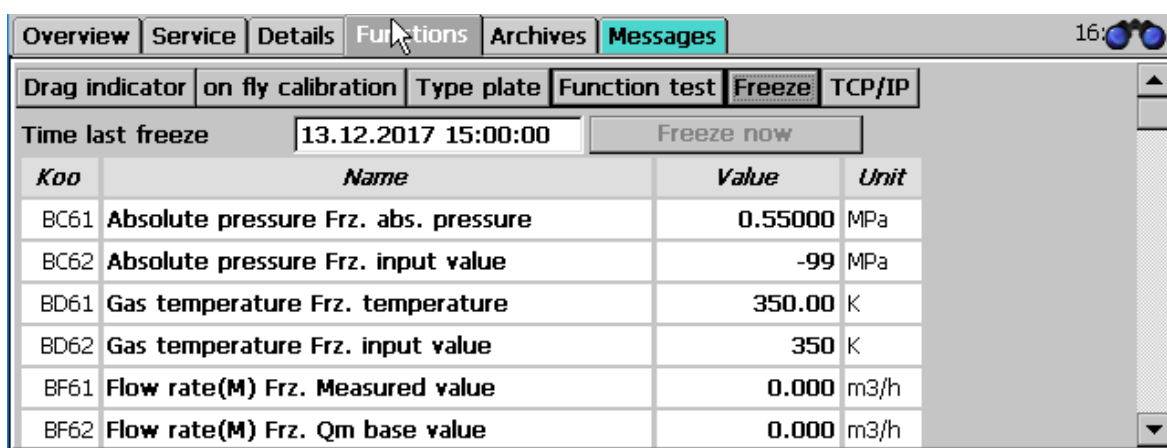 Overview Service Details Functions Archives Messages 16:
Drag indicator on fly calibration Type plate Function test Freeze TCP/IP
Time last freeze 13.12.2017 15:00:00 Freeze now
Koo Name Value Unit
BC61 Absolute pressure Frz. abs. pressure 0.55000 MPa
BC62 Absolute pressure Frz. input value -99 MPa
BD61 Gas temperature Frz. temperature 350.00 K
BD62 Gas temperature Frz. input value 350 K
BF61 Flow rate(M) Frz. Measured value 0.000 m3/h
BF62 Flow rate(M) Frz. Qm base value 0.000 m3/h